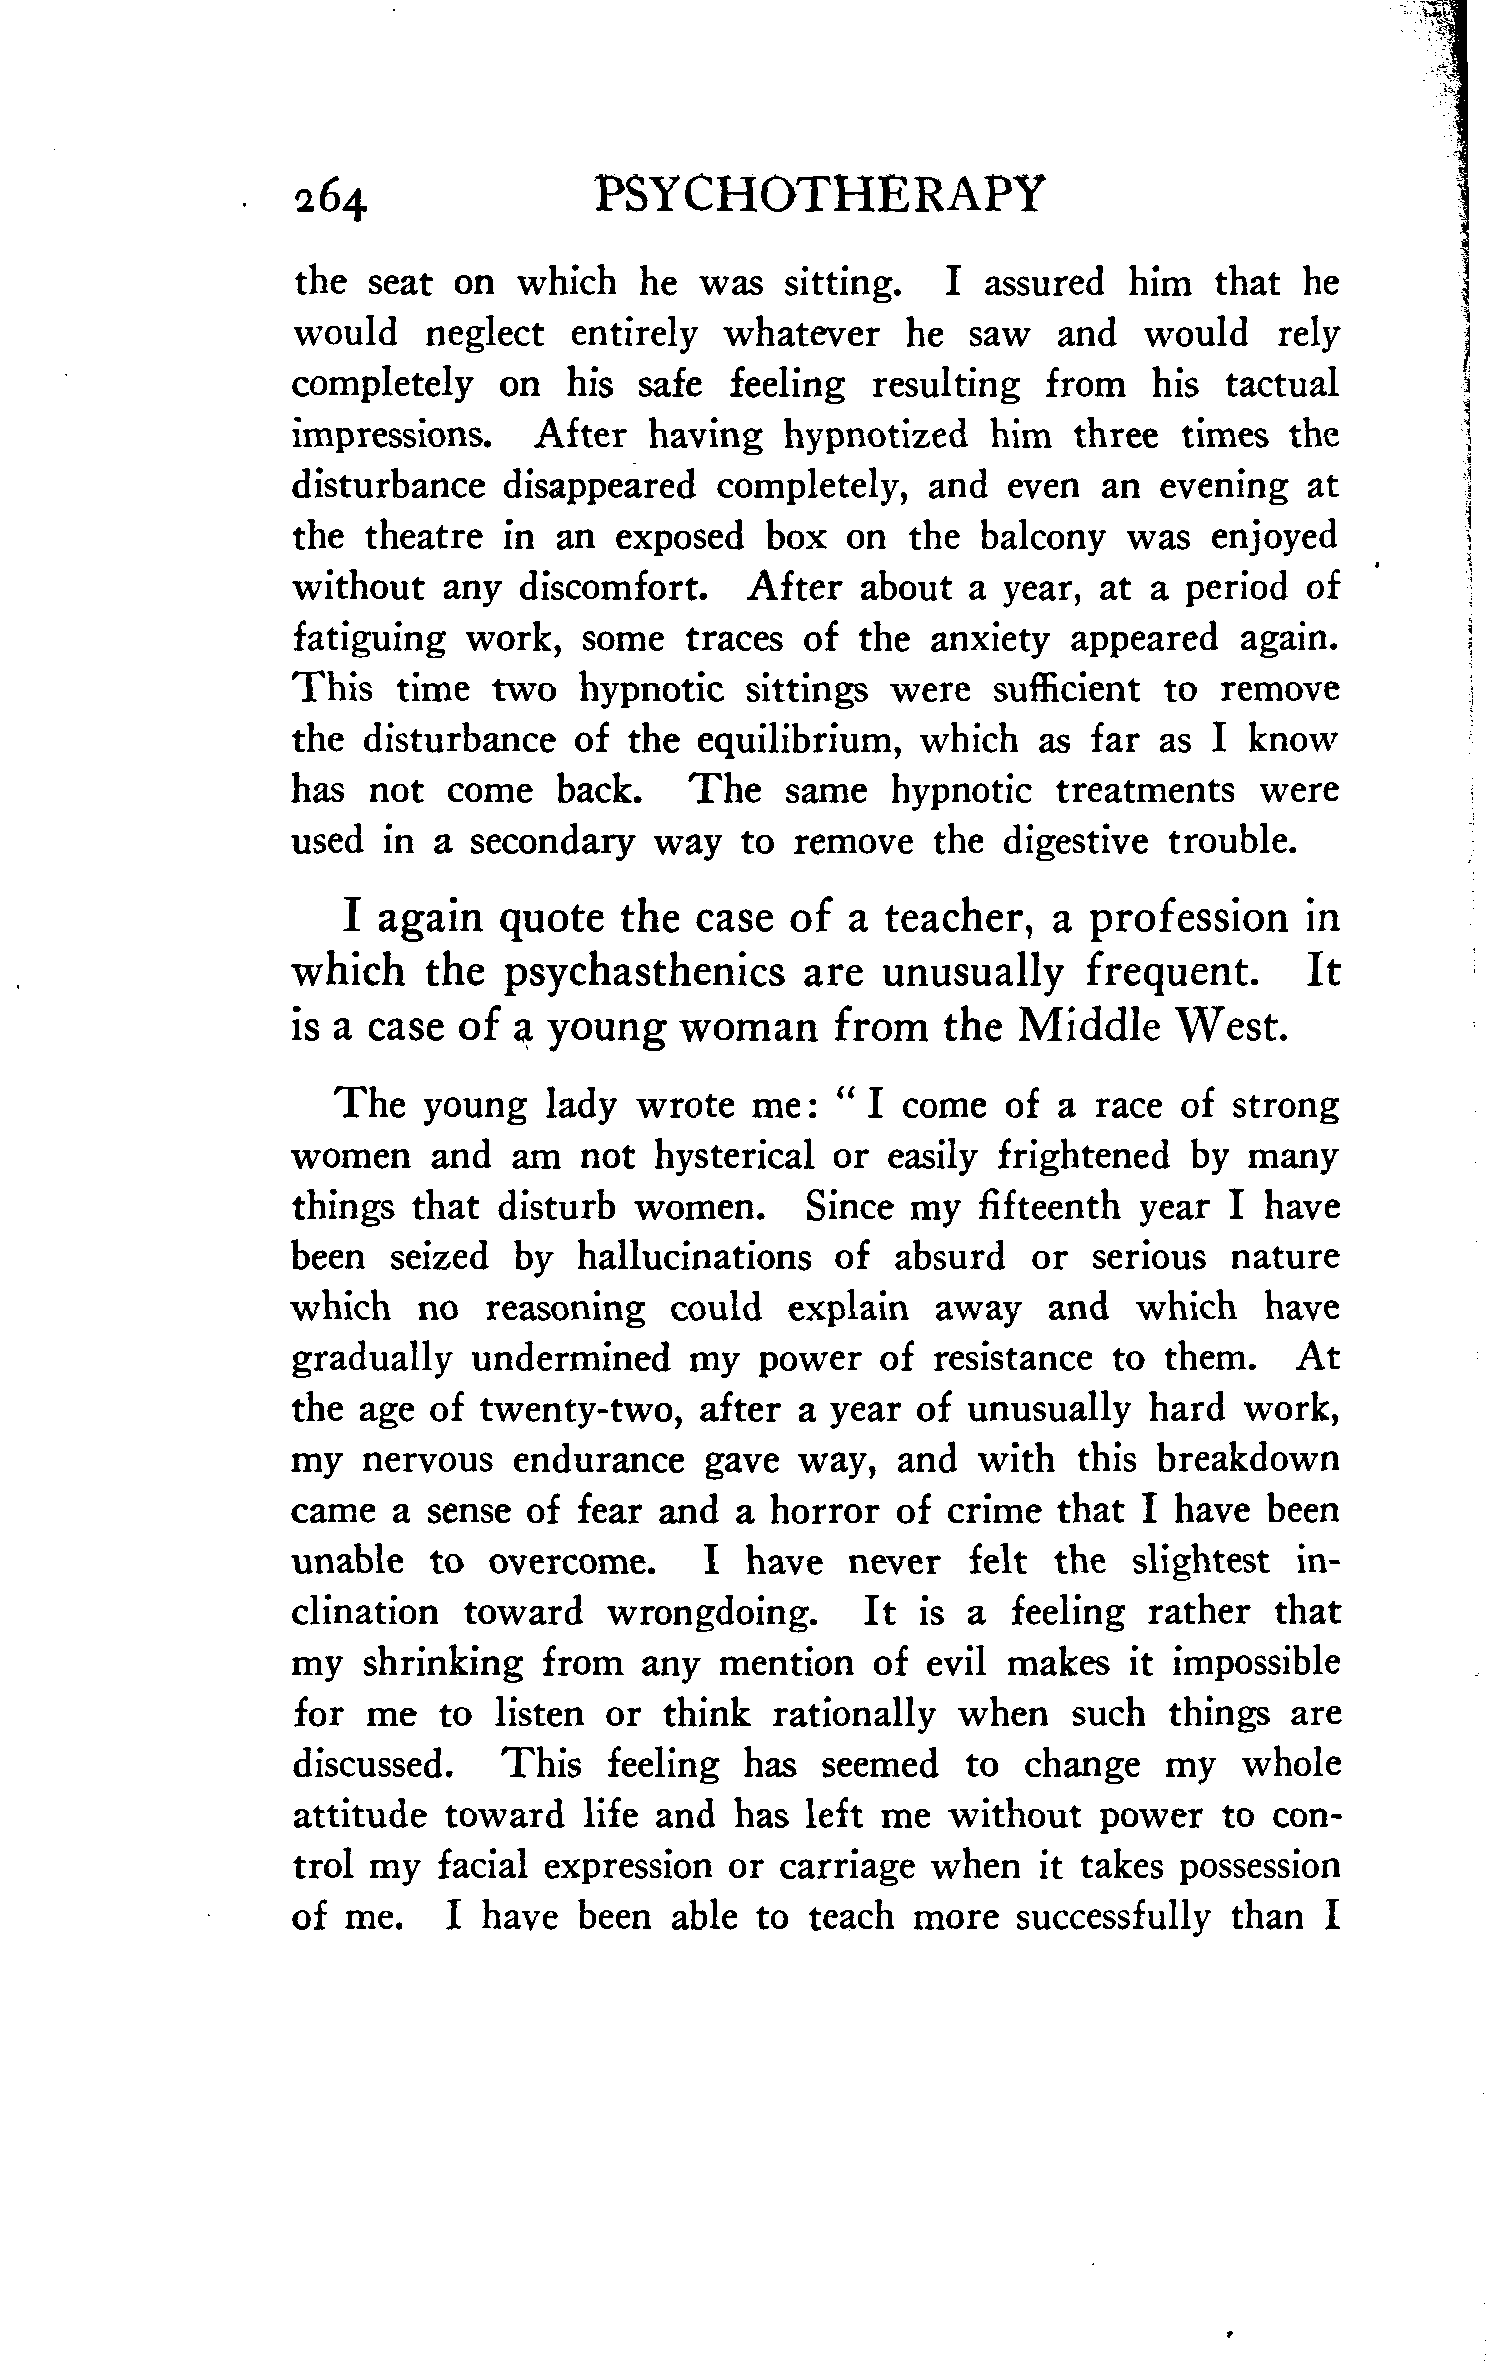 264 PSYCHOTHERAPY
the seat on which he was sitting. I assured him that he
would neglect entirely whatever he saw and would rely
completely on his safe feeling resulting from his tactual
impressions. After having hypnotized him three times the
disturbance disappeared completely, and even an evening at
the theatre in an exposed box on the balcony was enjoyed
without any discomfort. After about a year, at a period of
fatiguing work, some traces of the anxiety appeared again.
This time two hypnotic sittings were sufficient to remove
the disturbance of the equilibrium, which as far as I know
has not come back. The same hypnotic treatments were
used in a secondary way to remove the digestive trouble.
I again quote the case of a teacher, a profession in
which the psychasthenics are unusually frequent. It
is a case of a young woman from the Middle West.
The young lady wrote me: " I come of a race of strong
women and am not hysterical or easily frightened by many
things that disturb women. Since my fifteenth year I have
been seized by hallucinations of absurd or serious nature
which no reasoning could explain away and which have
gradually undermined my power of resistance to them. At
the age of twenty-two, after a year of unusually hard work,
my nervous endurance gave way, and with this breakdown
came a sense of fear and a horror of crime that I have been
unable to overcome. I have never felt the slightest in-
clination toward wrongdoing. It is a feeling rather that
my shrinking from any mention of evil makes it impossible
for me to listen or think rationally when such things are
discussed. This feeling has seemed to change my whole
attitude toward life and has left me without power to con-
trol my facial expression or carriage when it takes possession
of me. I have been able to teach more successfully than I